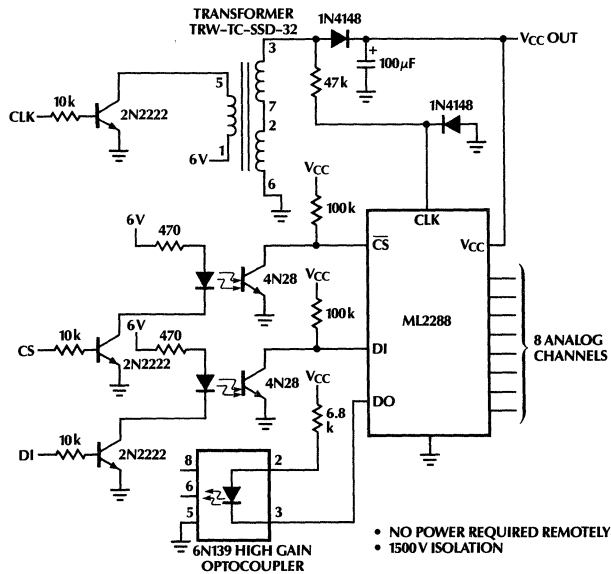 TRANSFORMER
TRW-TC-SSD-32
1N4148
VCC OUT
3
+
100µF
5
47k
1N4148
7
10k
CLK
2N2222
2
6V
1
6
VCC
100k
CLK
6V
470
CS
VCC
VCC
4N28
100k
ML2288
8 ANALOG
CHANNELS
10k
6V
470
CS
2N2222
DI
4N28
VCC
DO
6.8
k
10k
DI
2N2222
8
2
6
5
3
6N139 HIGH GAIN
OPTOCOUPLER
• NO POWER REQUIRED REMOTELY
• 1500V ISOLATION